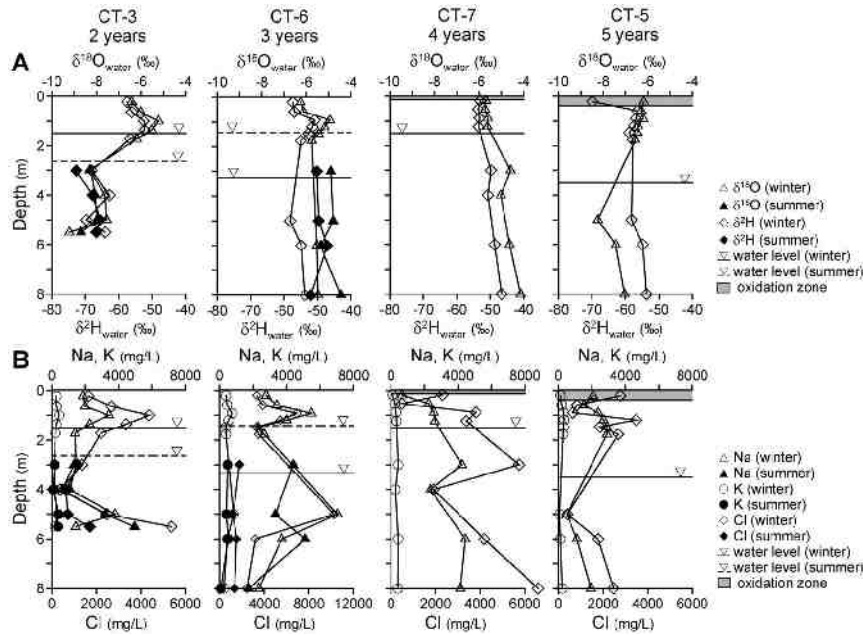 CT-3 CT-6 CT-7 CT-5
2 years 3 years 4 years 5 years
A
δ18Owater (‰) δ18Owater (‰) δ18Owater (‰) δ18Owater (‰)
-10 -8 -6 -4 -10 -8 -6 -4 -10 -8 -6 -4 -10 -8 -6 -4
Depth (m)
0
2
4
6
8
-80 -70 -60 -50 -40 -80 -70 -60 -50 -40 -80 -70 -60 -50 -40 -80 -70 -60 -50 -40
δ2Hwater (‰) δ2Hwater (‰) δ2Hwater (‰) δ2Hwater (‰)
δ18O (winter)
δ18O (summer)
δ2H (winter)
δ2H (summer)
water level (winter)
water level (summer)
oxidation zone
B
Na, K (mg/L) Na, K (mg/L) Na, K (mg/L) Na, K (mg/L)
0 4000 8000 0 4000 8000 0 4000 8000 0 4000 8000
Depth (m)
0
2
4
6
8
0 2000 4000 6000 0 3000 6000 9000 12000 0 2000 4000 6000 0 2000 4000 6000
Cl (mg/L) Cl (mg/L) Cl (mg/L) Cl (mg/L)
Na (winter)
Na (summer)
K (winter)
K (summer)
Cl (winter)
Cl (summer)
water level (winter)
water level (summer)
oxidation zone